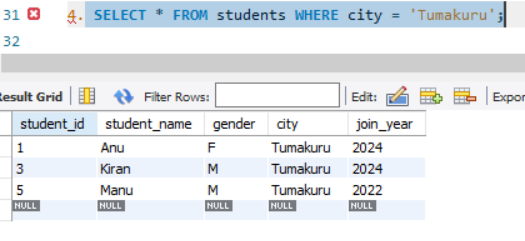 31 4. SELECT * FROM students WHERE city = 'Tumakuru';
32
Result Grid Filter Rows: Edit: Expor
student_id student_name gender city join_year
1 Anu F Tumakuru 2024
3 Kiran M Tumakuru 2024
5 Manu M Tumakuru 2022
NULL NULL NULL NULL NULL